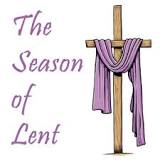 The
Season
of
Lent